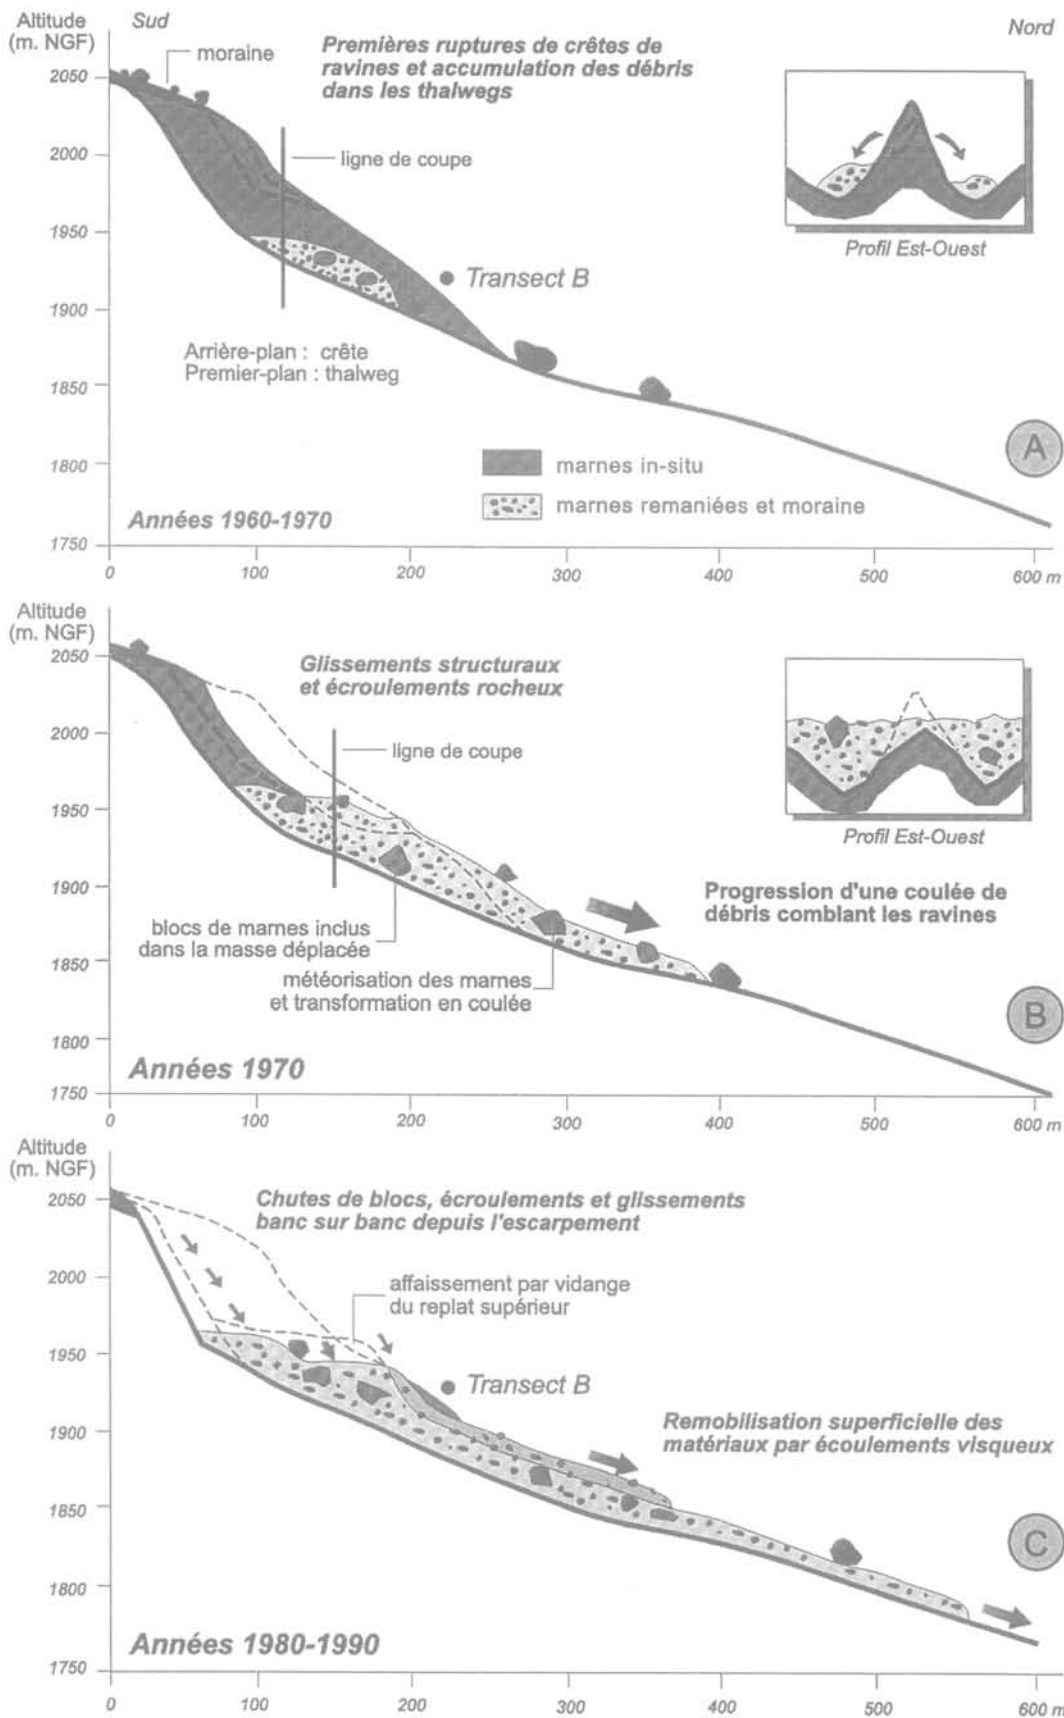 Altitude
(m. NGF)
Sud
Nord
moraine
Premières ruptures de crêtes de
ravines et accumulation des débris
dans les thalwegs
2050
2000
1950
1900
1850
1800
1750
ligne de coupe
Profil Est-Ouest
Transect B
Arrière-plan : crête
Premier-plan : thalweg
A
marnes in-situ
marnes remaniées et moraine
Années 1960-1970
0
100
200
300
400
500
600 m
Altitude
(m. NGF)
2050
2000
1950
1900
1850
1800
1750
Glissements structuraux
et écroulements rocheux
ligne de coupe
Profil Est-Ouest
Progression d'une coulée de
débris comblant les ravines
blocs de marnes inclus
dans la masse déplacée
météorisation des marnes
et transformation en coulée
B
Années 1970
0
100
200
300
400
500
600 m
Altitude
(m. NGF)
2050
2000
1950
1900
1850
1800
1750
Chutes de blocs, écroulements et glissements
banc sur banc depuis l'escarpement
affaissement par vidange
du replat supérieur
Transect B
Remobilisation superficielle des
matériaux par écoulements visqueux
C
Années 1980-1990
0
100
200
300
400
500
600 m